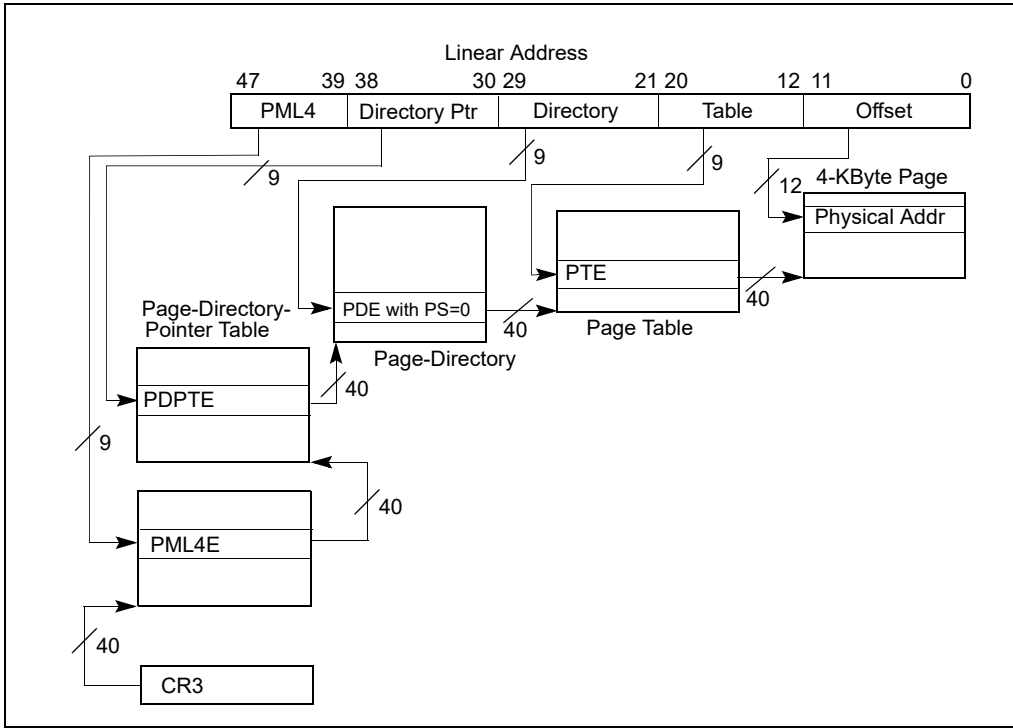 Linear Address
47 39 38 30 29 21 20 12 11 0
PML4 Directory Ptr Directory Table Offset
9
9
9
12
4-KByte Page
Physical Addr
PTE
40
Page Table
PDE with PS=0
40
Page-Directory
Page-Directory-
Pointer Table
PDPTE
40
9
40
PML4E
40
CR3